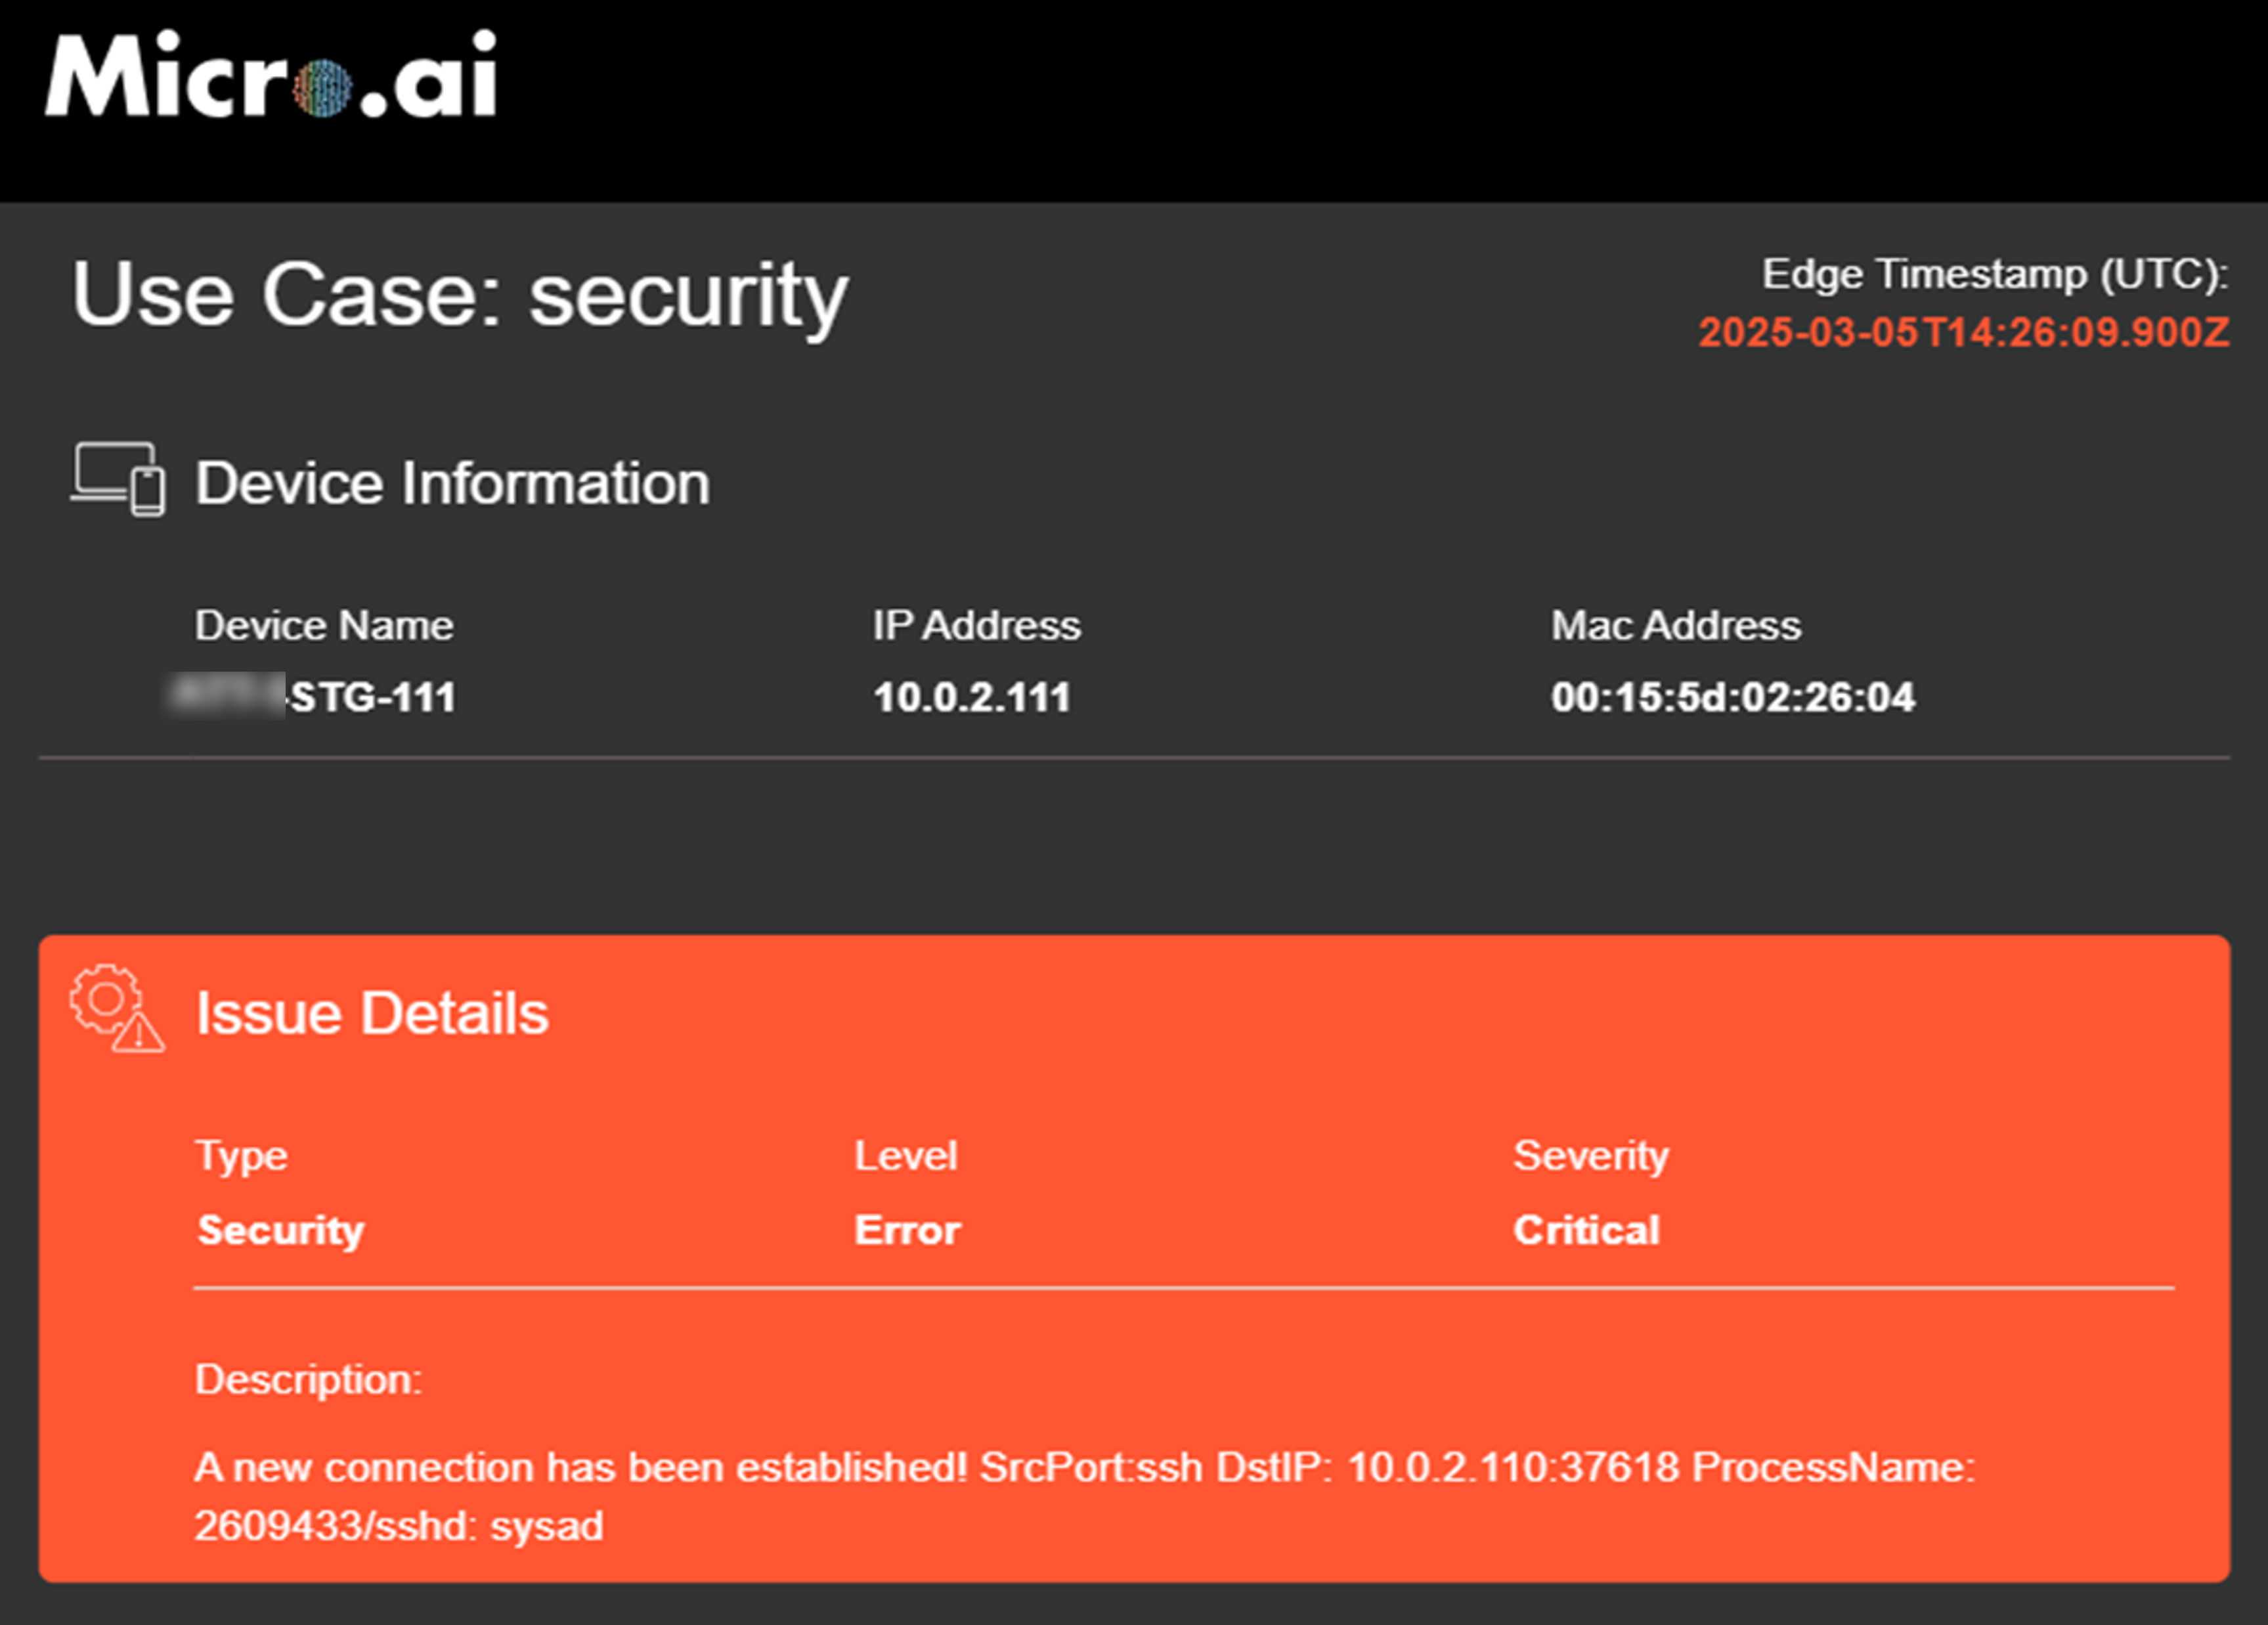 Micro.ai
Use Case: security
Edge Timestamp (UTC):
2025-03-05T14:26:09.900Z
Device Information
Device Name IP Address Mac Address
-STG-111 10.0.2.111 00:15:5d:02:26:04
Issue Details
Type Level Severity
Security Error Critical
Description:
A new connection has been established! SrcPort:ssh DstIP: 10.0.2.110:37618 ProcessName:
2609433/sshd: sysad